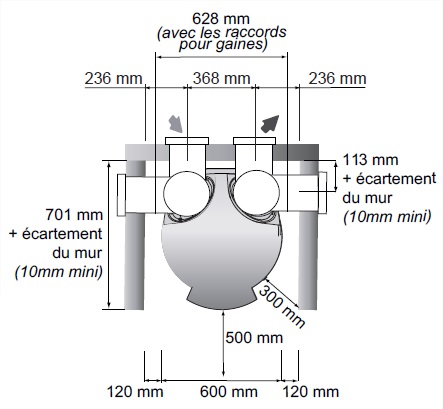 628 mm
(avec les raccords
pour gaines)
236 mm
368 mm
236 mm
113 mm
+ écartement
du mur
(10mm mini)
701 mm
+ écartement
du mur
(10mm mini)
300 mm
500 mm
120 mm
600 mm
120 mm